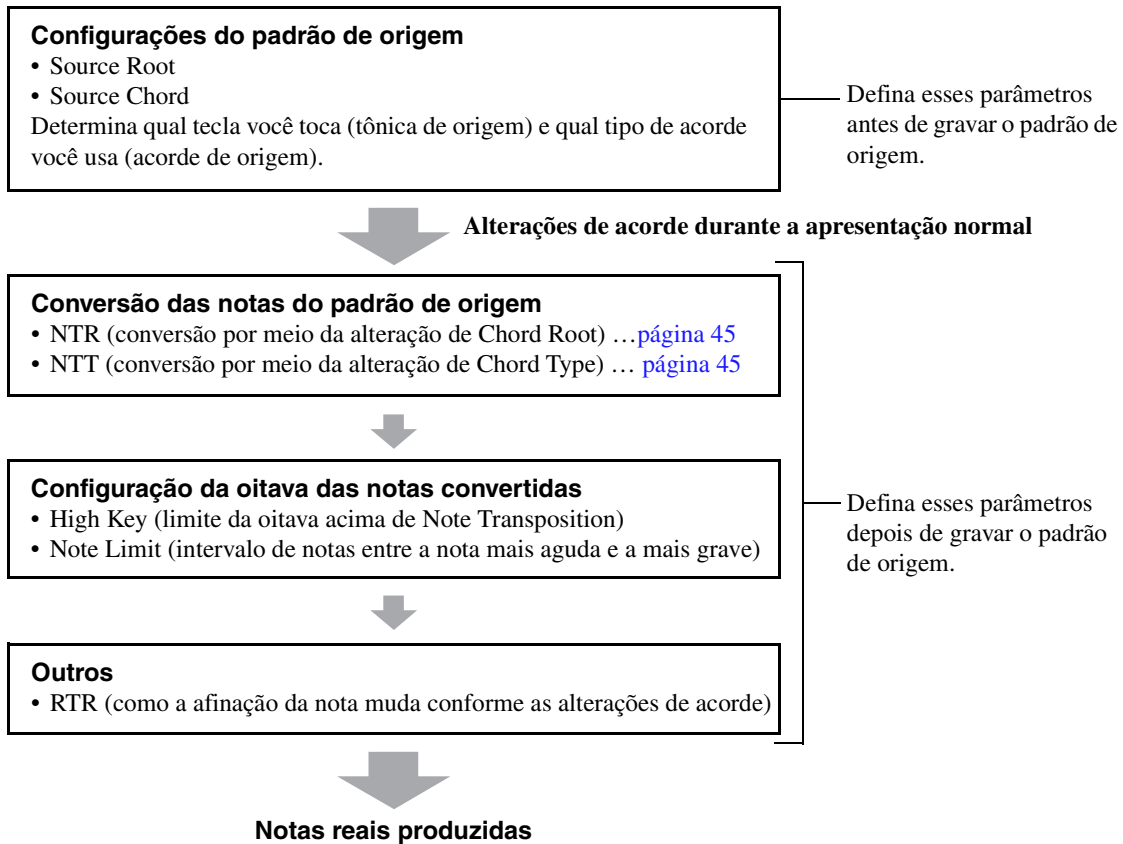 Configurações do padrão de origem
• Source Root
• Source Chord
Determina qual tecla você toca (tônica de origem) e qual tipo de acorde
você usa (acorde de origem).
Defina esses parâmetros
antes de gravar o padrão de
origem.
Alterações de acorde durante a apresentação normal
Conversão das notas do padrão de origem
• NTR (conversão por meio da alteração de Chord Root) …página 45
• NTT (conversão por meio da alteração de Chord Type) … página 45
Configuração da oitava das notas convertidas
• High Key (limite da oitava acima de Note Transposition)
• Note Limit (intervalo de notas entre a nota mais aguda e a mais grave)
Defina esses parâmetros
depois de gravar o padrão
de origem.
Outros
• RTR (como a afinação da nota muda conforme as alterações de acorde)
Notas reais produzidas